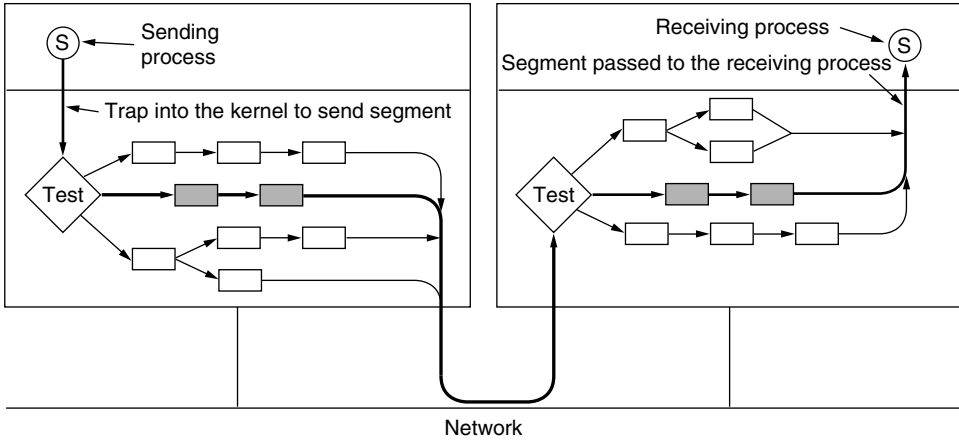 S
Sending
process
Trap into the kernel to send segment
Test
Receiving process
S
Segment passed to the receiving process
Test
Network